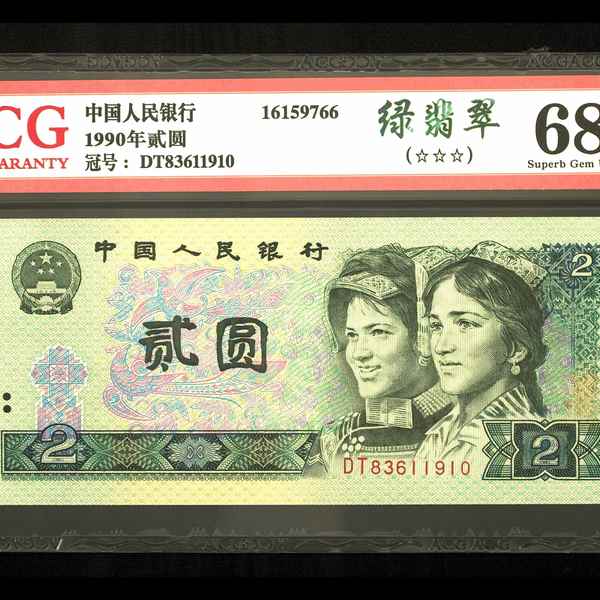 CG
ARANTY
中国人民银行
1990年贰圆
冠号：DT83611910
16159766
绿翡翠
(☆☆☆)
68
Superb Gem U
中国人民银行
2
贰圆
2
2
DT83611910